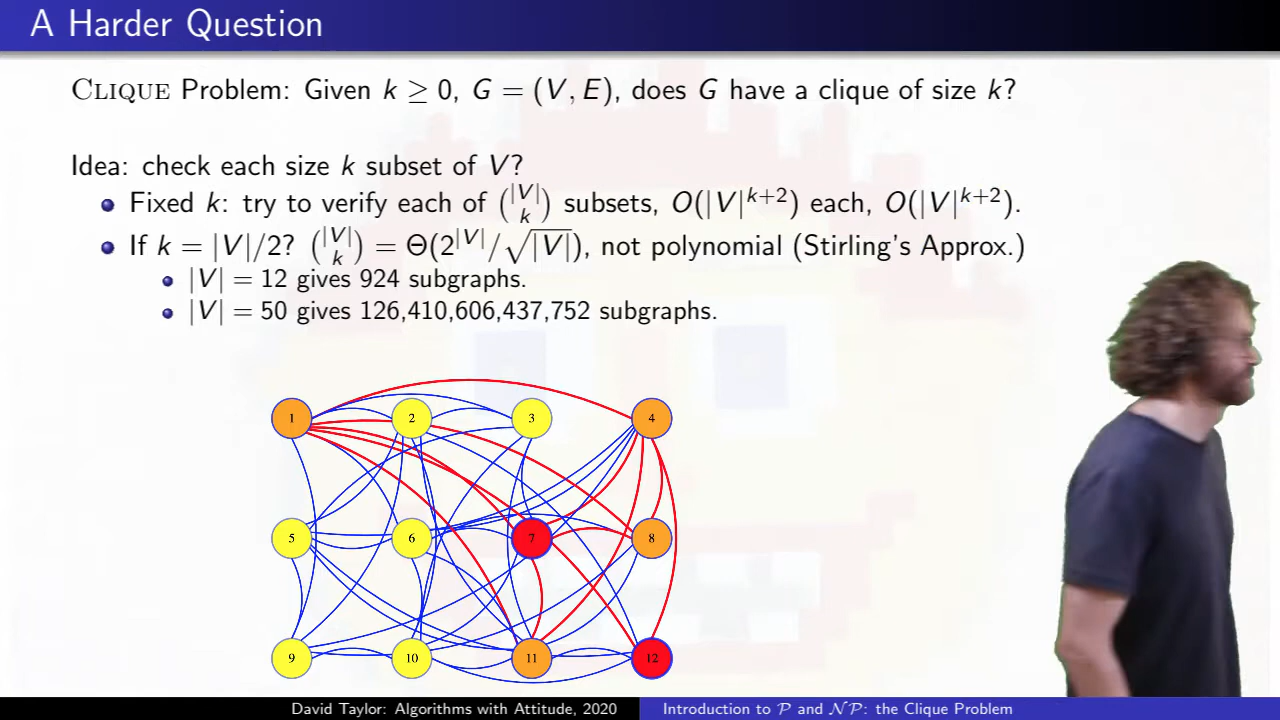 A Harder Question
CLIQUE Problem: Given k ≥ 0, G = (V, E), does G have a clique of size k?
Idea: check each size k subset of V?
Fixed k: try to verify each of (|V| k) subsets, O(|V|^{k+2}) each, O(|V|^{k+2}).
If k = |V|/2? (|V| k) = Θ(2^{|V|}/√|V|), not polynomial (Stirling's Approx.)
|V| = 12 gives 924 subgraphs.
|V| = 50 gives 126,410,606,437,752 subgraphs.
1 2 3 4
5 6 7 8
9 10 11 12
David Taylor: Algorithms with Attitude, 2020 Introduction to P and NP: the Clique Problem